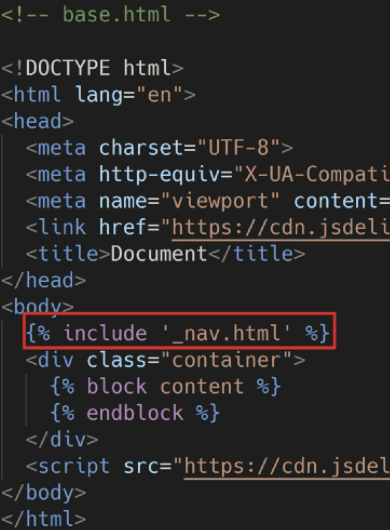 <!-- base.html -->
<!DOCTYPE html>
<html lang="en">
<head>
<meta charset="UTF-8">
<meta http-equiv="X-UA-Compati
<meta name="viewport" content=
<link href="https://cdn.jsdeli
<title>Document</title>
</head>
<body>
{% include '_nav.html' %}
<div class="container">
{% block content %}
{% endblock %}
</div>
<script src="https://cdn.jsdel
</body>
</html>